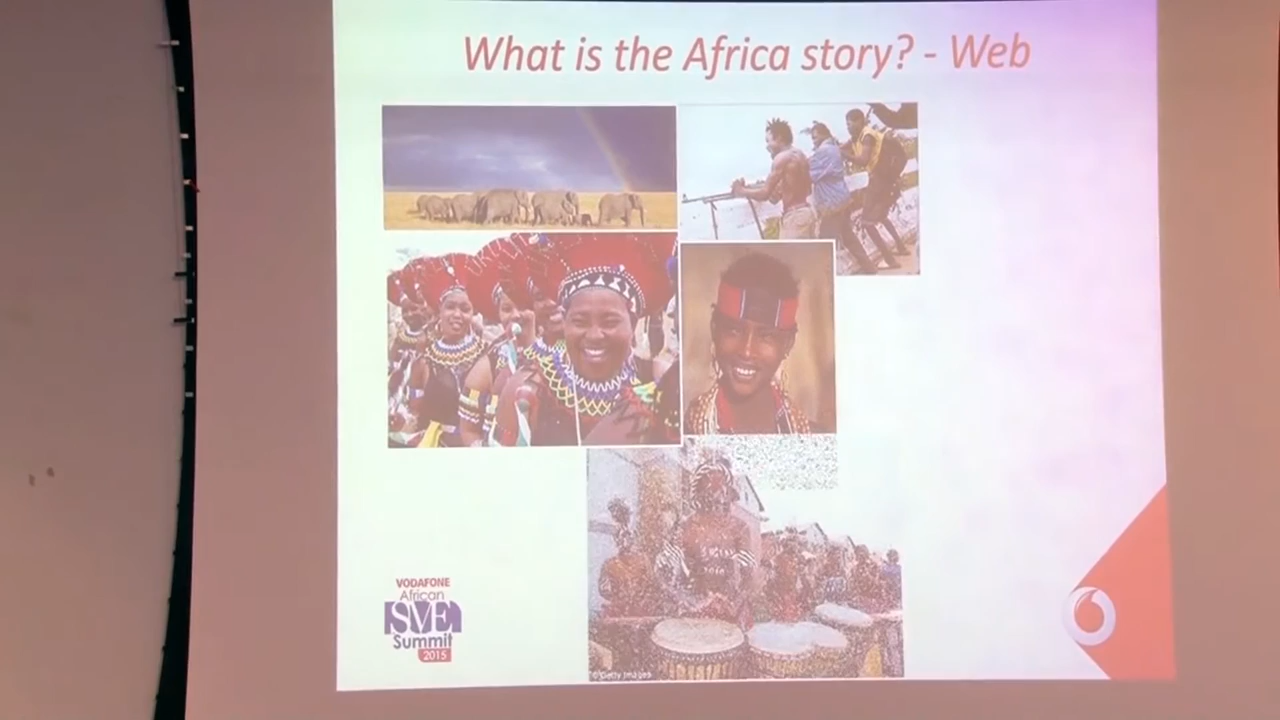 What is the Africa story? - Web
©Getty Images
VODAFONE
African
SME
Summit
2015